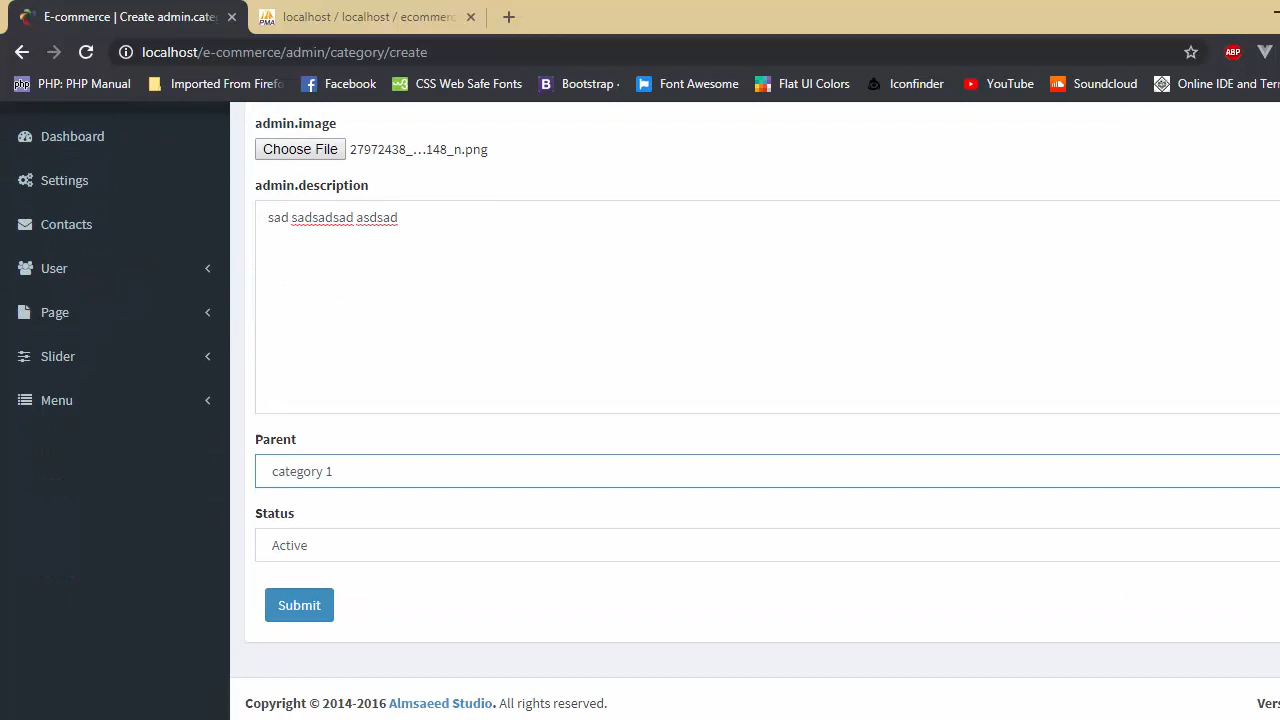 E-commerce | Create admin.cate
localhost / localhost / ecommerc
localhost/e-commerce/admin/category/create
PHP: PHP Manual
Imported From Firefo
Facebook
CSS Web Safe Fonts
Bootstrap ·
Font Awesome
Flat UI Colors
Iconfinder
YouTube
Soundcloud
Online IDE and Terr
Dashboard
Settings
Contacts
User
Page
Slider
Menu
admin.image
Choose File 27972438_...148_n.png
admin.description
sad sadsadsad asdsad
Parent
category 1
Status
Active
Submit
Copyright © 2014-2016 Almsaeed Studio. All rights reserved.
Vers